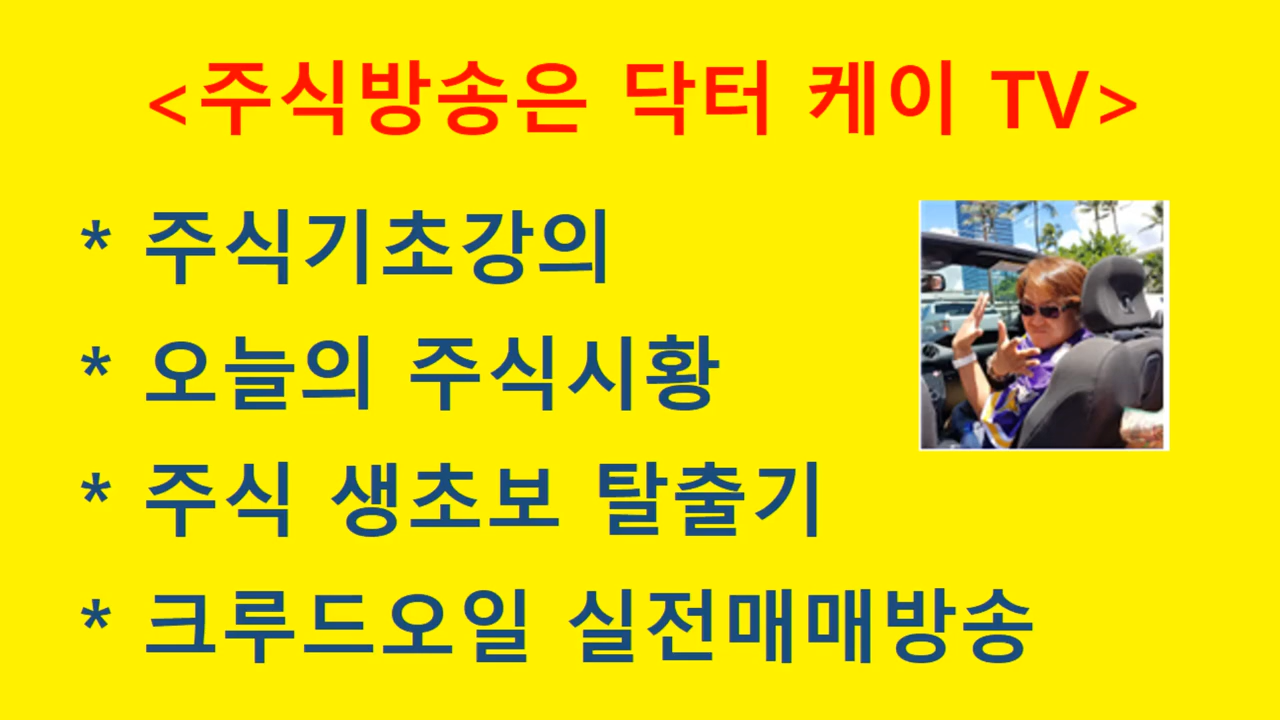 <주식방송은 닥터 케이 TV>
* 주식기초강의
* 오늘의 주식시황
* 주식 생초보 탈출기
* 크루드오일 실전매매방송